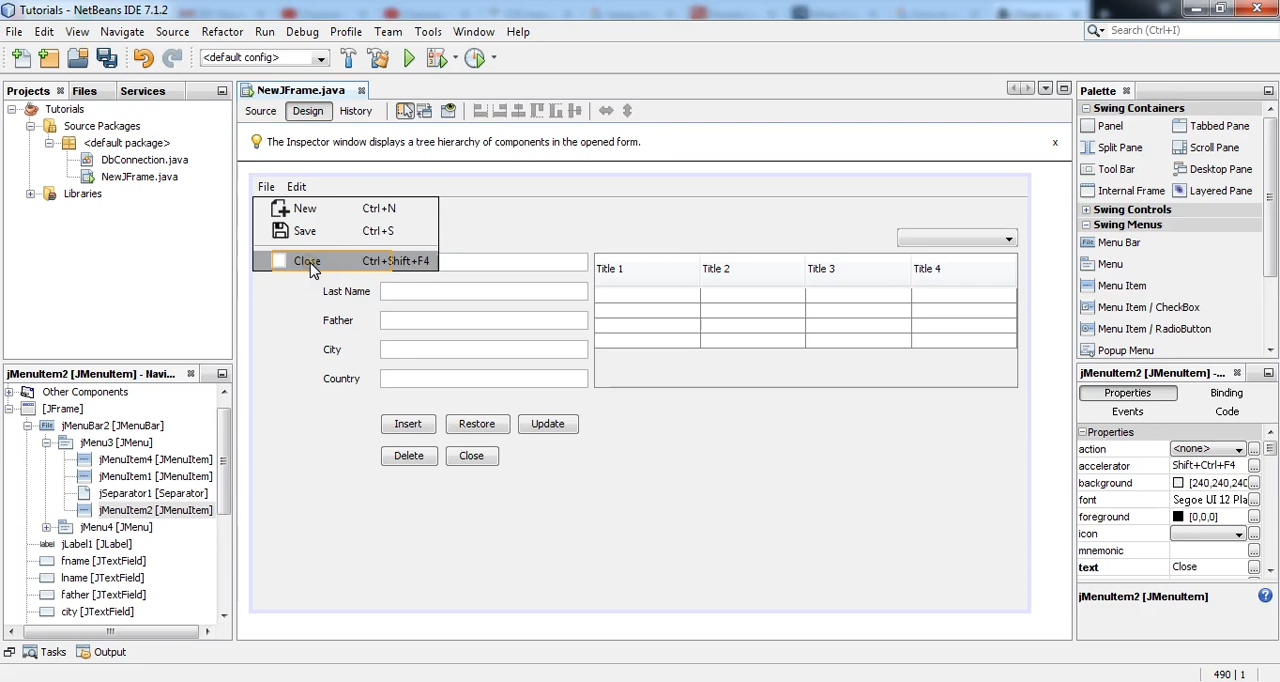 Tutorials - NetBeans IDE 7.1.2
File Edit View Navigate Source Refactor Run Debug Profile Team Tools Window Help
Search (Ctrl+I)
<default config>
Projects Files Services
Tutorials
Source Packages
<default package>
DbConnection.java
NewJFrame.java
Libraries
NewJFrame.java
Source Design History
The Inspector window displays a tree hierarchy of components in the opened form.
x
File Edit
New Ctrl+N
Save Ctrl+S
Close Ctrl+Shift+F4
Last Name
Father
City
Country
Title 1 Title 2 Title 3 Title 4
Insert Restore Update
Delete Close
Palette
Swing Containers
Panel Tabbed Pane
Split Pane Scroll Pane
Tool Bar Desktop Pane
Internal Frame Layered Pane
Swing Controls
Swing Menus
Menu Bar
Menu
Menu Item
Menu Item / CheckBox
Menu Item / RadioButton
Popup Menu
jMenuItem2 [JMenuItem] - Navi...
Other Components
[JFrame]
jMenuBar2 [JMenuBar]
jMenu3 [JMenu]
jMenuItem4 [JMenuItem]
jMenuItem1 [JMenuItem]
jSeparator1 [Separator]
jMenuItem2 [JMenuItem]
jMenu4 [JMenu]
label jLabel1 [JLabel]
fname [JTextField]
lname [JTextField]
father [JTextField]
city [JTextField]
jMenuItem2 [JMenuItem] -...
Properties Binding
Events Code
Properties
action <none>
accelerator Shift+Ctrl+F4
background [240,240,240
font Segoe UI 12 Pla
foreground [0,0,0]
icon
mnemonic
text Close
jMenuItem2 [JMenuItem]
Tasks Output
490 | 1